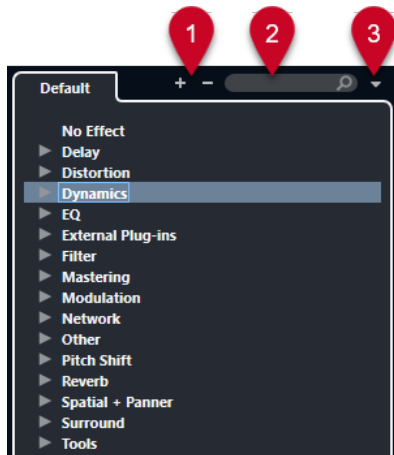 1 2 3
Default + −
No Effect
Delay
Distortion
Dynamics
EQ
External Plug-ins
Filter
Mastering
Modulation
Network
Other
Pitch Shift
Reverb
Spatial + Panner
Surround
Tools